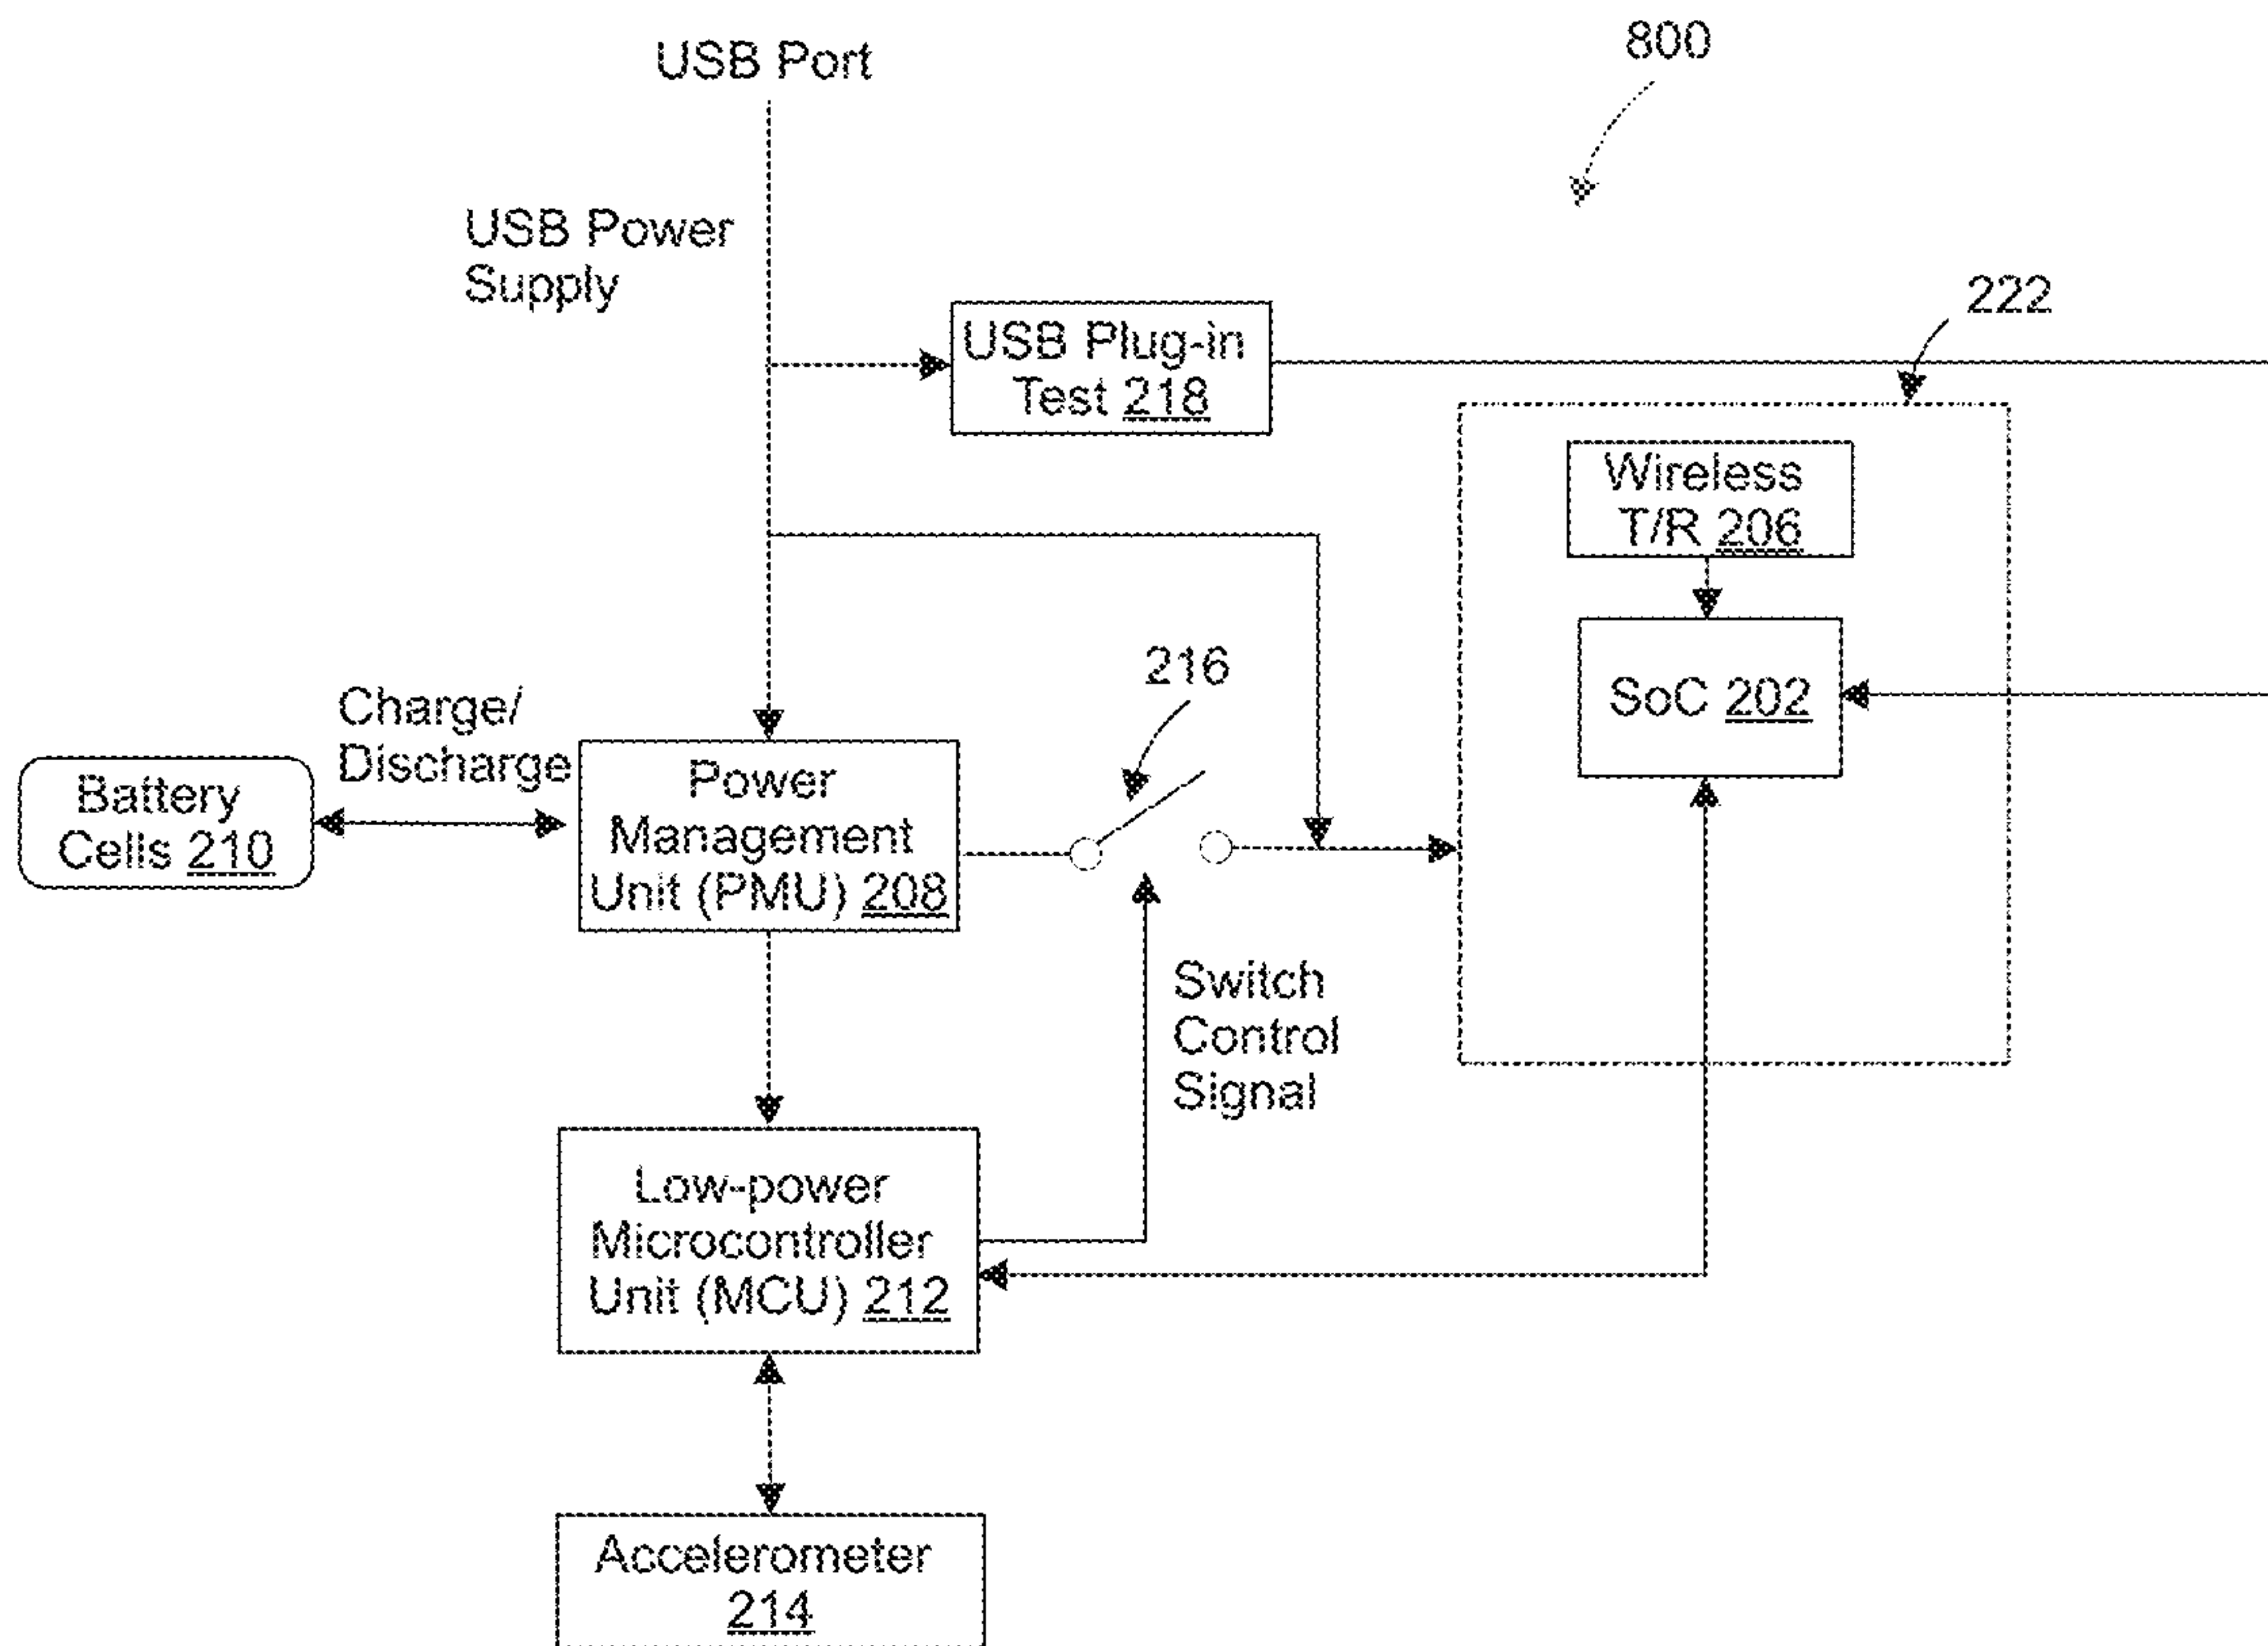 USB Port
800
USB Power
Supply
222
USB Plug-in
Test 218
Wireless
T/R 206
216
SoC 202
Charge/
Discharge
Battery
Cells 210
Power
Management
Unit (PMU) 208
Switch
Control
Signal
Low-power
Microcontroller
Unit (MCU) 212
Accelerometer
214